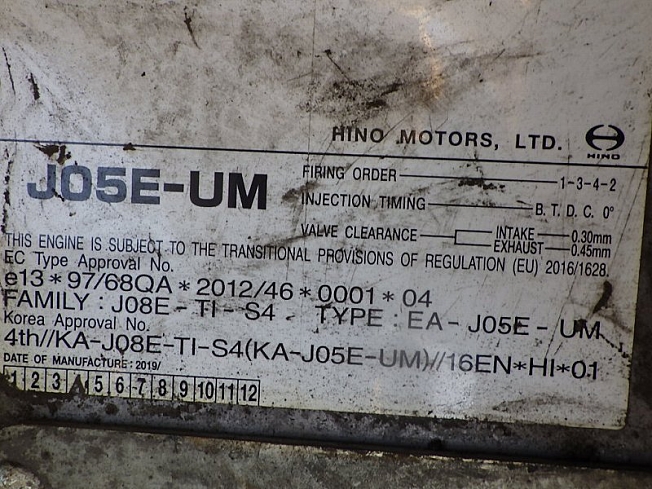 HINO MOTORS, LTD. HINO
J05E-UM
FIRING ORDER 1-3-4-2
INJECTION TIMING B. T. D. C. 0°
VALVE CLEARANCE INTAKE 0.30mm
EXHAUST 0.45mm
THIS ENGINE IS SUBJECT TO THE TRANSITIONAL PROVISIONS OF REGULATION (EU) 2016/1628.
EC Type Approval No.
e13*97/68QA*2012/46*0001*04
FAMILY : J08E-TI-S4 TYPE : EA-J05E-UM
Korea Approval No.
4th//KA-J08E-TI-S4(KA-J05E-UM)//16EN*HI*01
DATE OF MANUFACTURE : 2019/
1 2 3 4 5 6 7 8 9 10 11 12